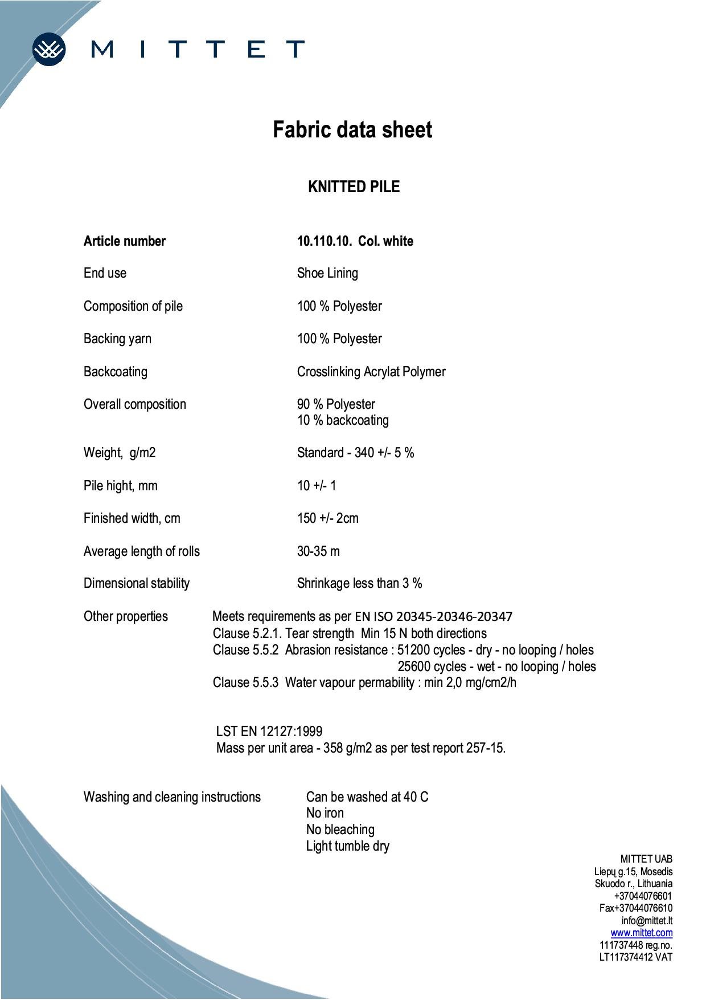 MITTET
Fabric data sheet
KNITTED PILE
Article number 10.110.10. Col. white
End use Shoe Lining
Composition of pile 100 % Polyester
Backing yarn 100 % Polyester
Backcoating Crosslinking Acrylat Polymer
Overall composition 90 % Polyester
10 % backcoating
Weight, g/m2 Standard - 340 +/- 5 %
Pile hight, mm 10 +/- 1
Finished width, cm 150 +/- 2cm
Average length of rolls 30-35 m
Dimensional stability Shrinkage less than 3 %
Other properties Meets requirements as per EN ISO 20345-20346-20347
Clause 5.2.1. Tear strength Min 15 N both directions
Clause 5.5.2 Abrasion resistance : 51200 cycles - dry - no looping / holes
25600 cycles - wet - no looping / holes
Clause 5.5.3 Water vapour permability : min 2,0 mg/cm2/h
LST EN 12127:1999
Mass per unit area - 358 g/m2 as per test report 257-15.
Washing and cleaning instructions Can be washed at 40 C
No iron
No bleaching
Light tumble dry
MITTET UAB
Liepų g.15, Mosedis
Skuodo r., Lithuania
+37044076601
Fax+37044076610
info@mittet.lt
www.mittet.com
111737448 reg.no.
LT117374412 VAT